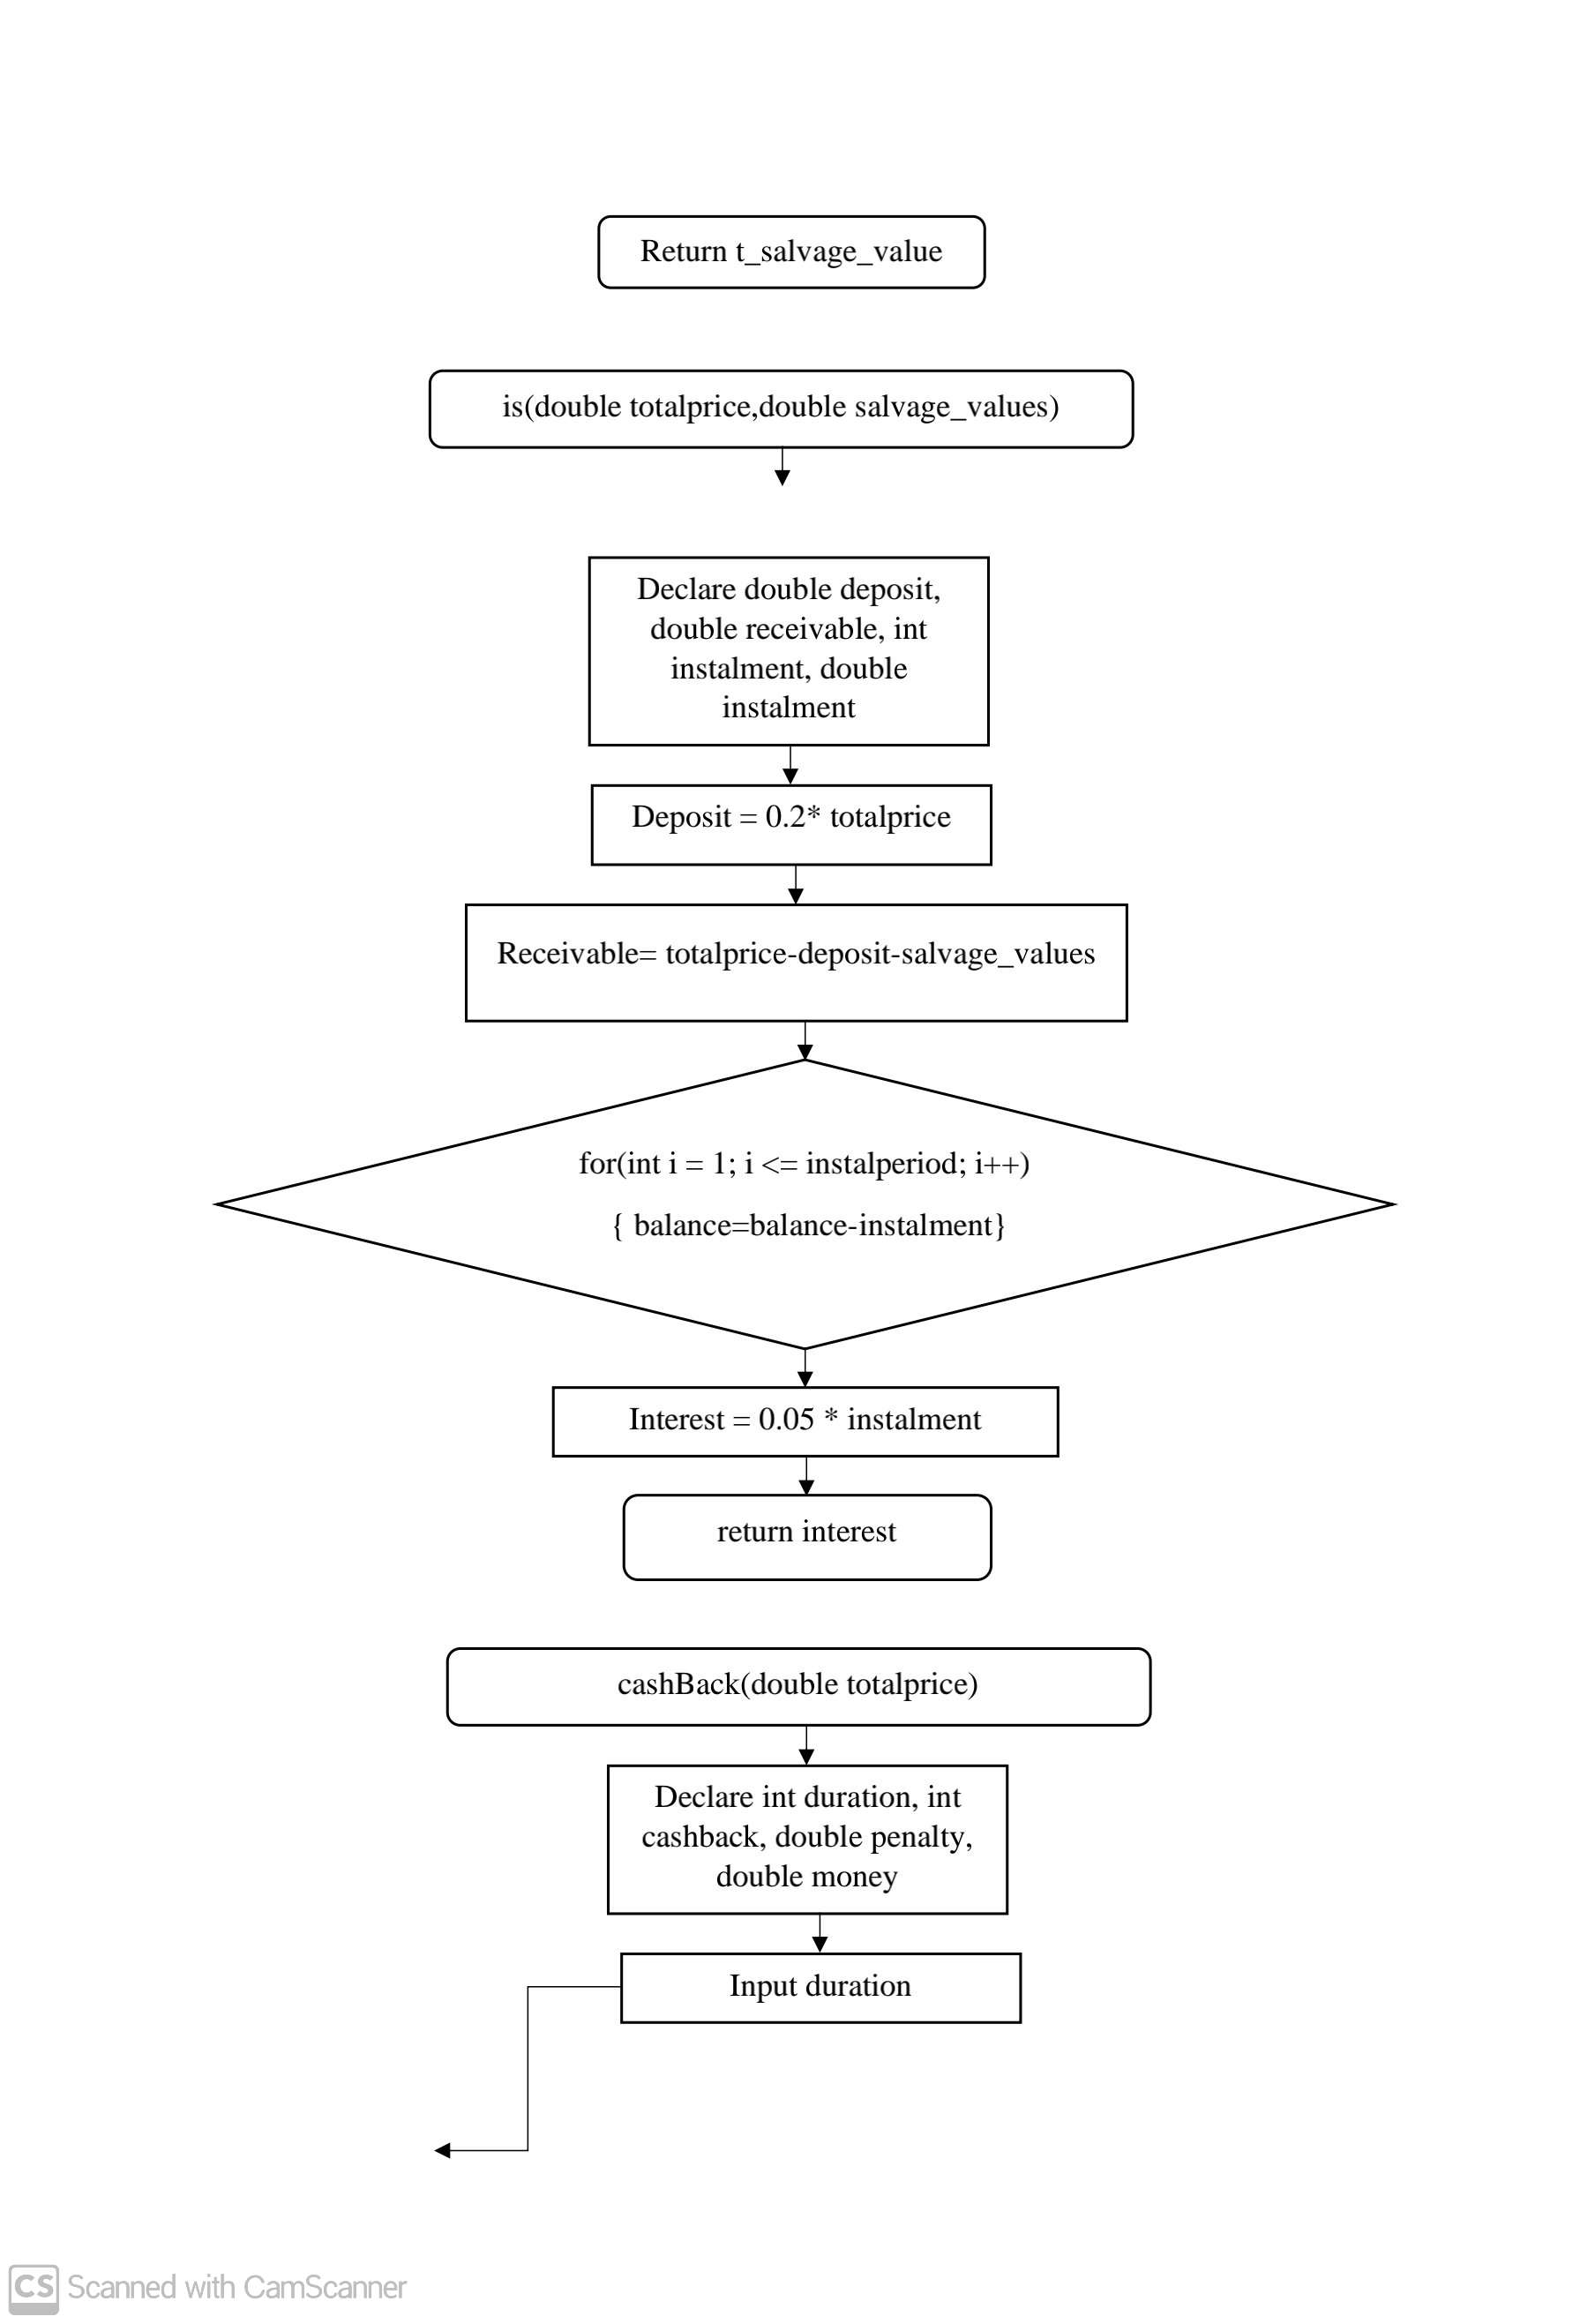 Return t_salvage_value
is(double totalprice,double salvage_values)
Declare double deposit,
double receivable, int
instalment, double
instalment
Deposit = 0.2* totalprice
Receivable= totalprice-deposit-salvage_values
for(int i = 1; i <= instalperiod; i++)
{ balance=balance-instalment}
Interest = 0.05 * instalment
return interest
cashBack(double totalprice)
Declare int duration, int
cashback, double penalty,
double money
Input duration
CS Scanned with CamScanner